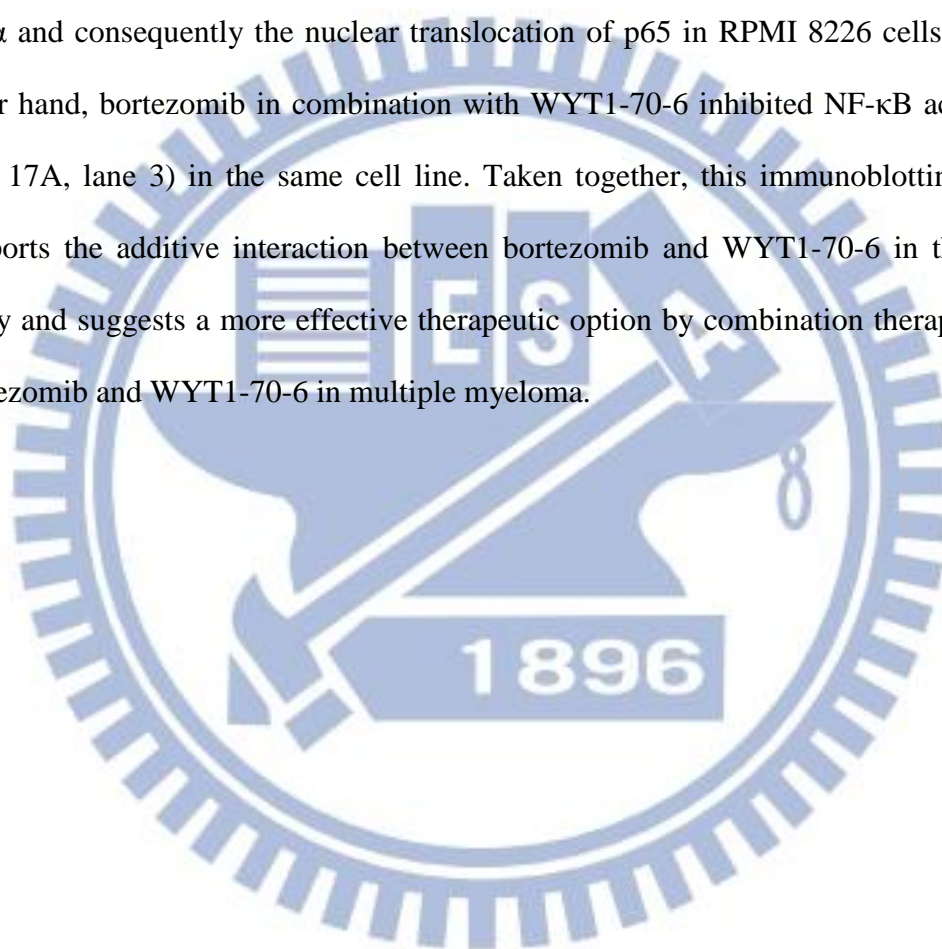 α and consequently the nuclear translocation of p65 in RPMI 8226 cells
r hand, bortezomib in combination with WYT1-70-6 inhibited NF-κB ac
17A, lane 3) in the same cell line. Taken together, this immunoblottin
ports the additive interaction between bortezomib and WYT1-70-6 in th
y and suggests a more effective therapeutic option by combination therap
ezomib and WYT1-70-6 in multiple myeloma.
E S A
8
1896